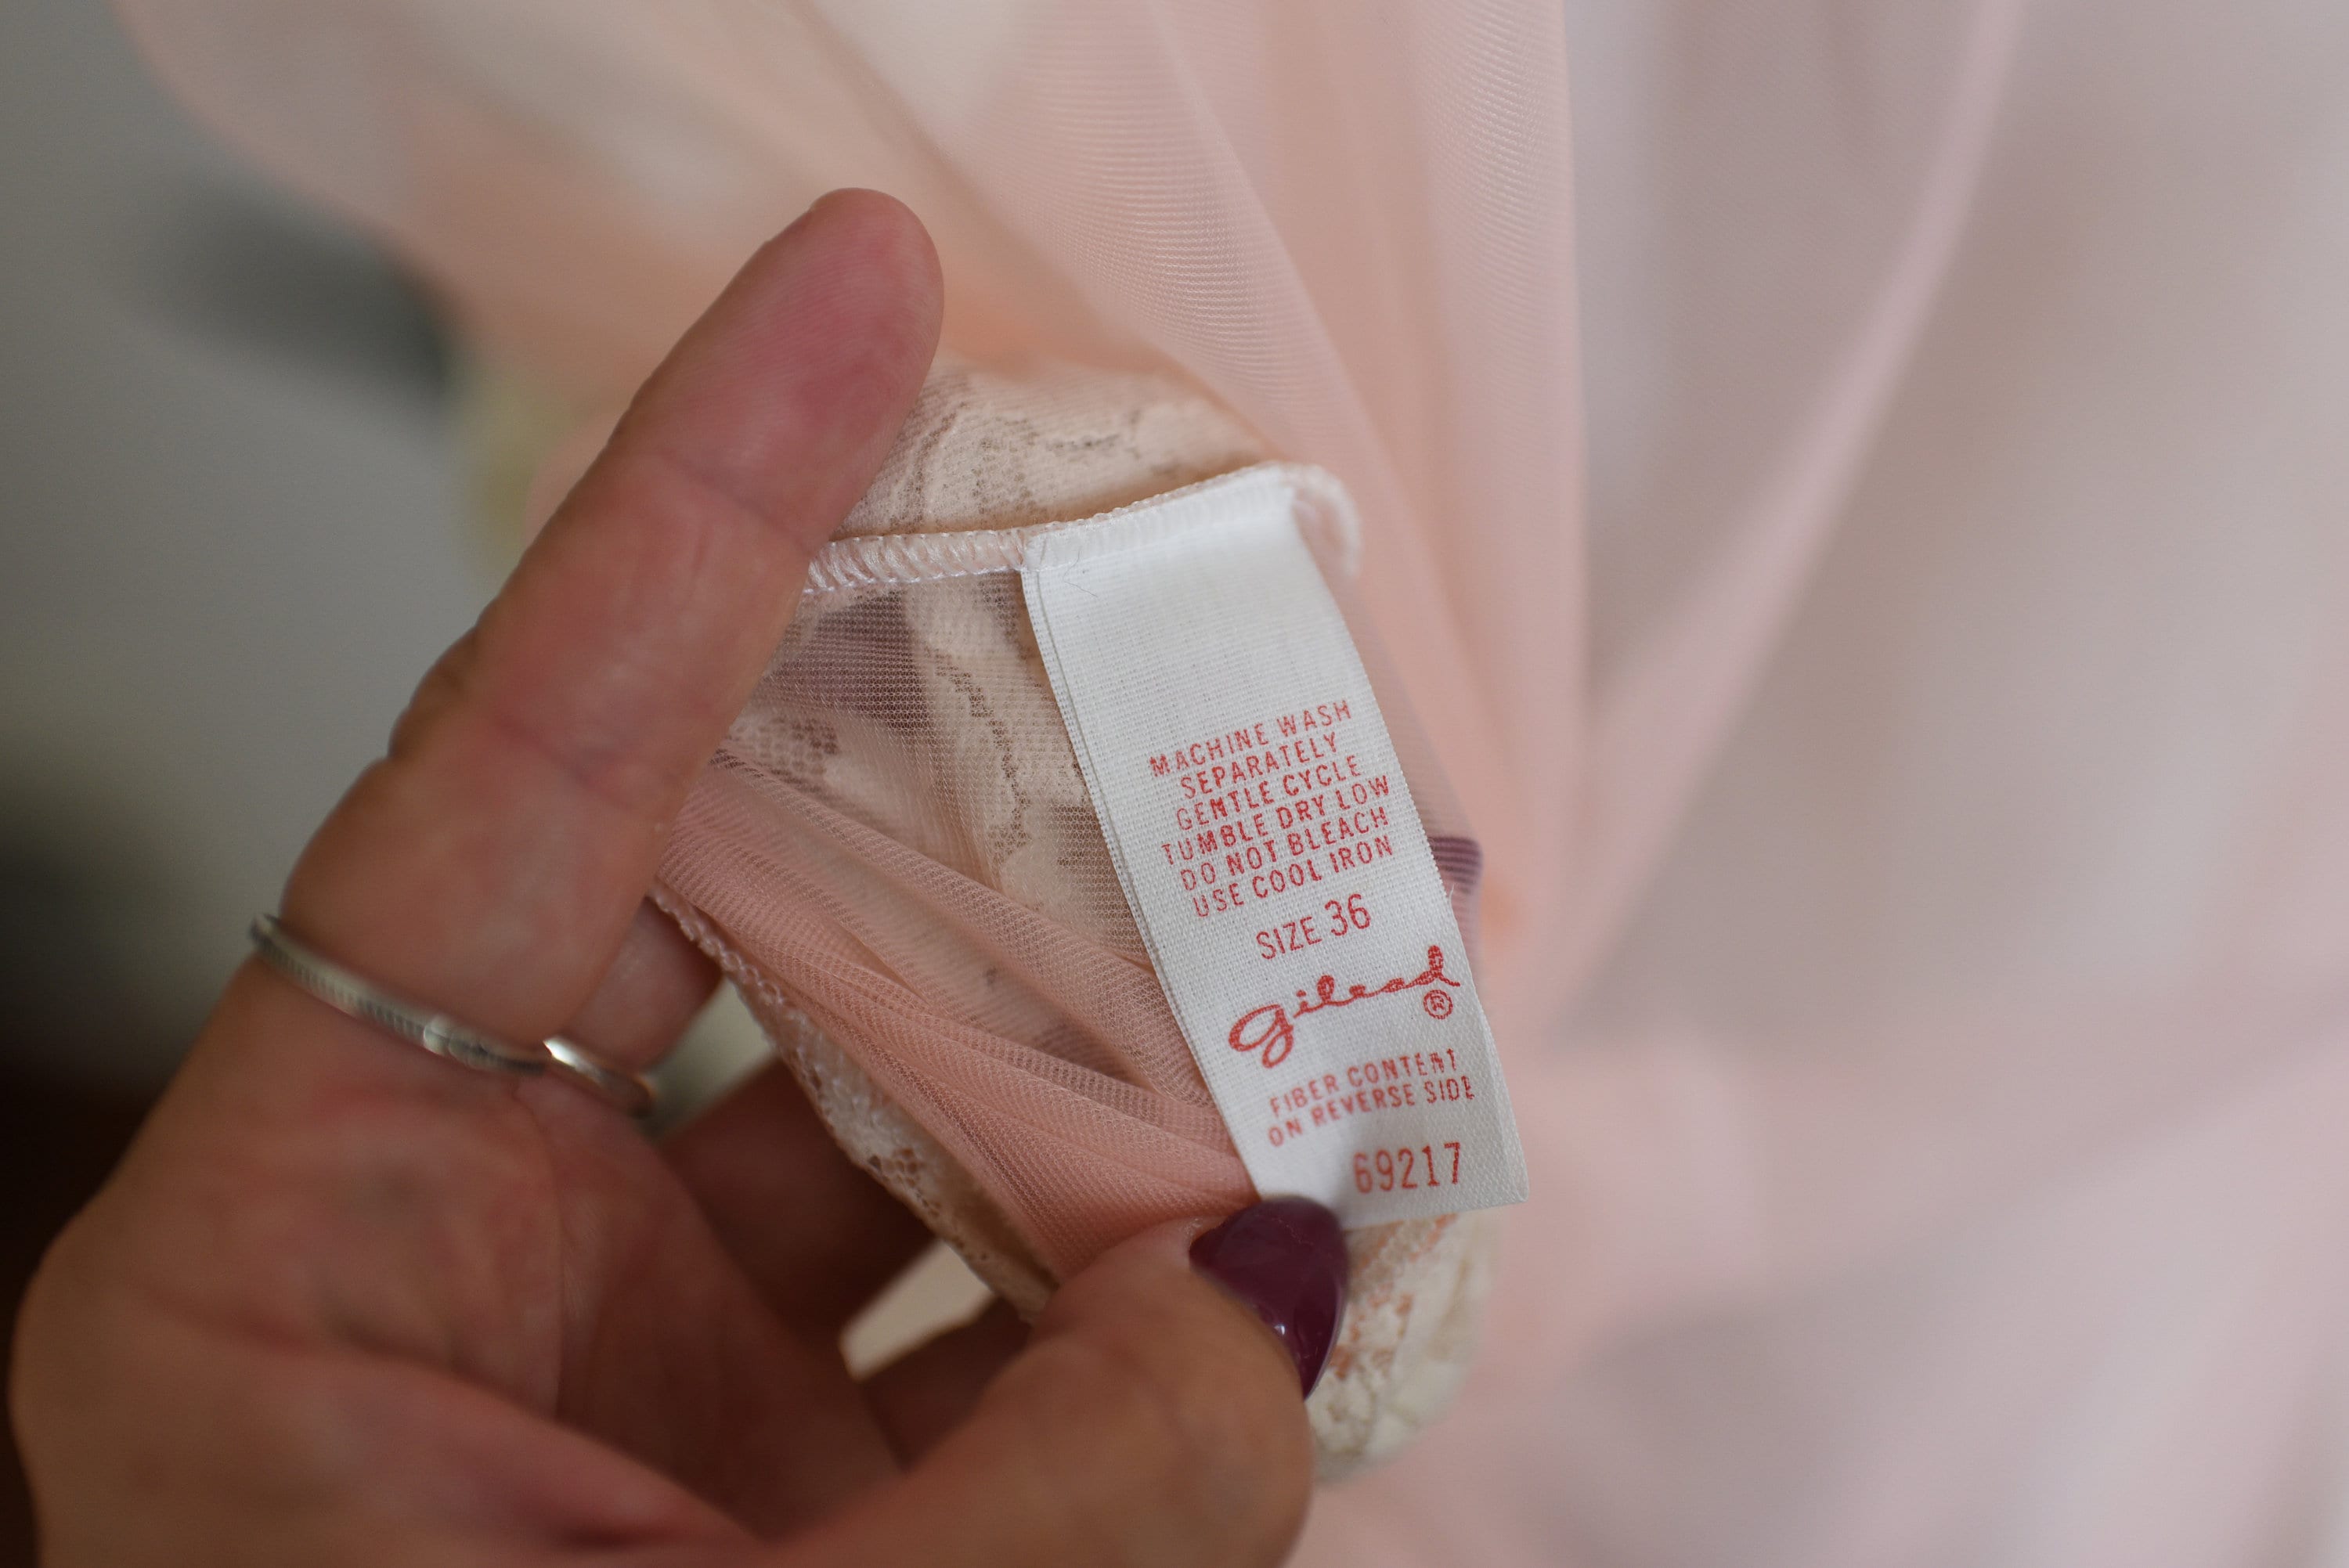 MACHINE WASH
SEPARATELY
GENTLE CYCLE
TUMBLE DRY LOW
DO NOT BLEACH
USE COOL IRON
SIZE 36
gilead®
FIBER CONTENT
ON REVERSE SIDE
69217